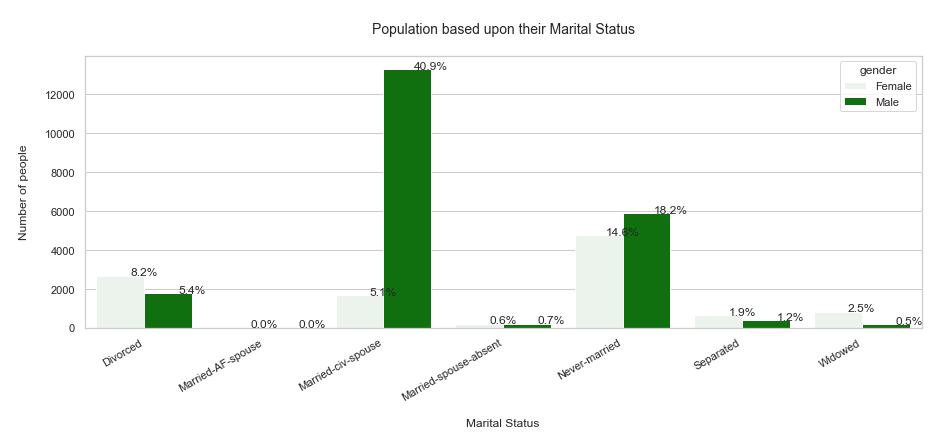 Population based upon their Marital Status
gender
Female
Male
Number of people
12000
10000
8000
6000
4000
2000
0
40.9%
18.2%
14.6%
8.2%
5.4%
5.1%
0.0%
0.0%
0.6%
0.7%
1.9%
1.2%
2.5%
0.5%
Divorced
Married-AF-spouse
Married-civ-spouse
Married-spouse-absent
Never-married
Separated
Widowed
Marital Status